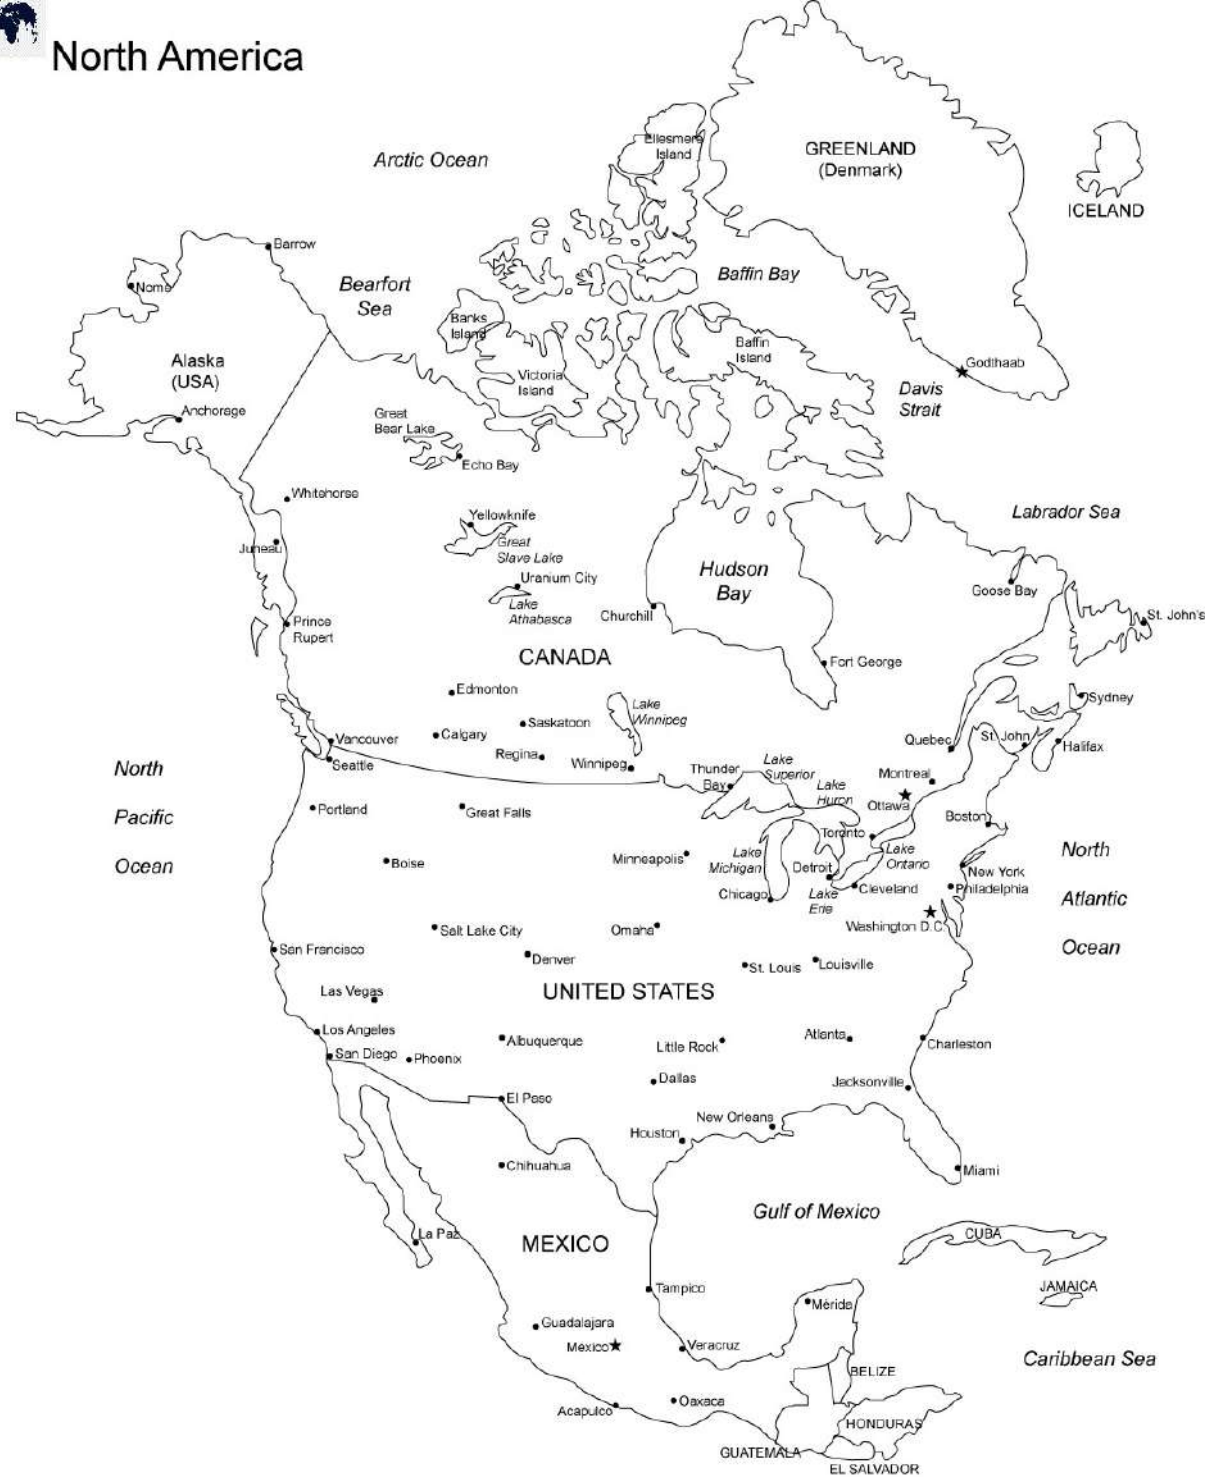 North America
Arctic Ocean
Ellesmere
Island
GREENLAND
(Denmark)
ICELAND
Barrow
Nome
Bearfort
Sea
Baffin Bay
Banks
Island
Baffin
Island
Alaska
(USA)
Victoria
Island
Godthaab
Davis
Strait
Anchorage
Great
Bear Lake
Echo Bay
Whitehorse
Yellowknife
Great
Slave Lake
Labrador Sea
Juneau
Uranium City
Lake
Athabasca
Hudson
Bay
Goose Bay
Churchill
St. John's
Prince
Rupert
CANADA
Fort George
Edmonton
Saskatoon
Lake
Winnipeg
Sydney
Vancouver
Calgary
Regina
Winnipeg
Quebec
St. John
Halifax
Seattle
Thunder
Bay
Lake
Superior
Montreal
Ottawa
Lake
Huron
North
Pacific
Ocean
Portland
Great Falls
Boston
Toronto
Boise
Minneapolis
Lake
Michigan
Detroit
Lake
Ontario
New York
North
Atlantic
Ocean
Chicago
Lake
Erie
Cleveland
Philadelphia
Washington D.C.
Salt Lake City
Omaha
San Francisco
Denver
St. Louis
Louisville
Las Vegas
UNITED STATES
Los Angeles
San Diego
Phoenix
Albuquerque
Little Rock
Atlanta
Charleston
Dallas
Jacksonville
El Paso
New Orleans
Houston
Chihuahua
Miami
Gulf of Mexico
La Paz
MEXICO
CUBA
Tampico
Mérida
JAMAICA
Guadalajara
Mexico
Veracruz
Caribbean Sea
BELIZE
Acapulco
Oaxaca
HONDURAS
GUATEMALA
EL SALVADOR